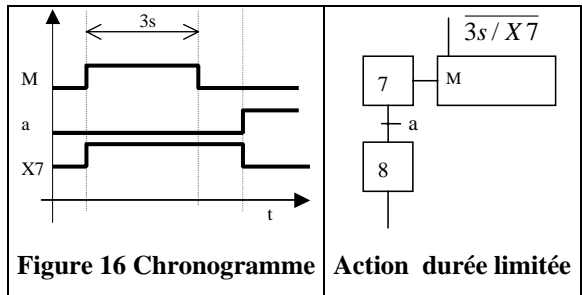 3s
M
a
X7
t
Figure 16 Chronogramme
3s / X7
7
M
a
8
Action durée limitée